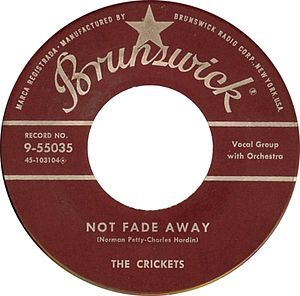 MARCA REGISTRADA · MANUFACTURED BY BRUNSWICK RADIO CORP., NEW YORK, USA
Brunswick
RECORD NO.
9-55035
45-103104
Vocal Group
with Orchestra
NOT FADE AWAY
(Norman Petty-Charles Hardin)
THE CRICKETS